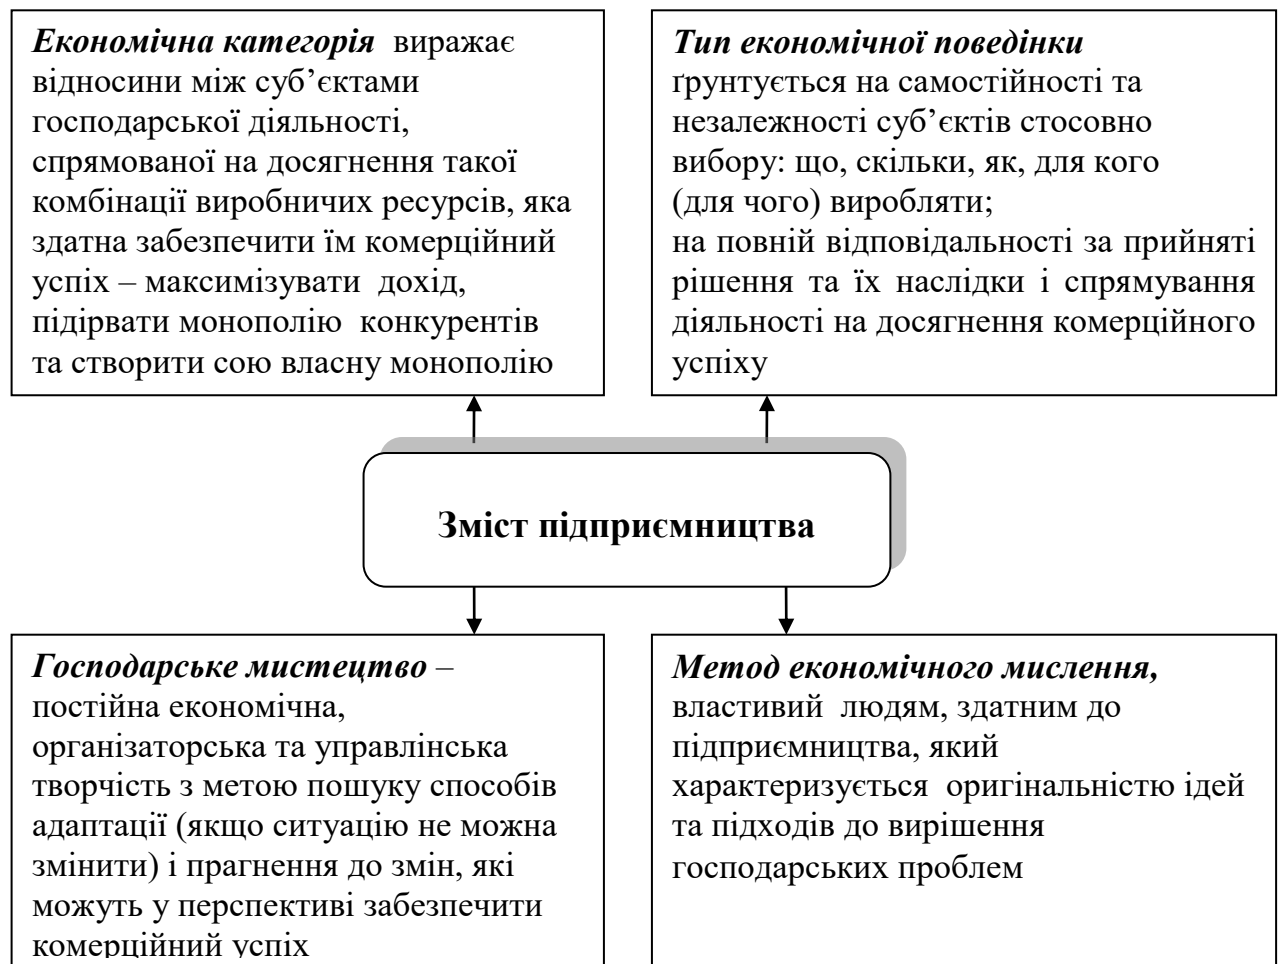 Економічна категорія виражає
відносини між суб’єктами
господарської діяльності,
спрямованої на досягнення такої
комбінації виробничих ресурсів, яка
здатна забезпечити їм комерційний
успіх – максимізувати дохід,
підірвати монополію конкурентів
та створити сою власну монополію
Тип економічної поведінки
ґрунтується на самостійності та
незалежності суб’єктів стосовно
вибору: що, скільки, як, для кого
(для чого) виробляти;
на повній відповідальності за прийняті
рішення та їх наслідки і спрямування
діяльності на досягнення комерційного
успіху
Зміст підприємництва
Господарське мистецтво –
постійна економічна,
організаторська та управлінська
творчість з метою пошуку способів
адаптації (якщо ситуацію не можна
змінити) і прагнення до змін, які
можуть у перспективі забезпечити
комерційний успіх
Метод економічного мислення,
властивий людям, здатним до
підприємництва, який
характеризується оригінальністю ідей
та підходів до вирішення
господарських проблем